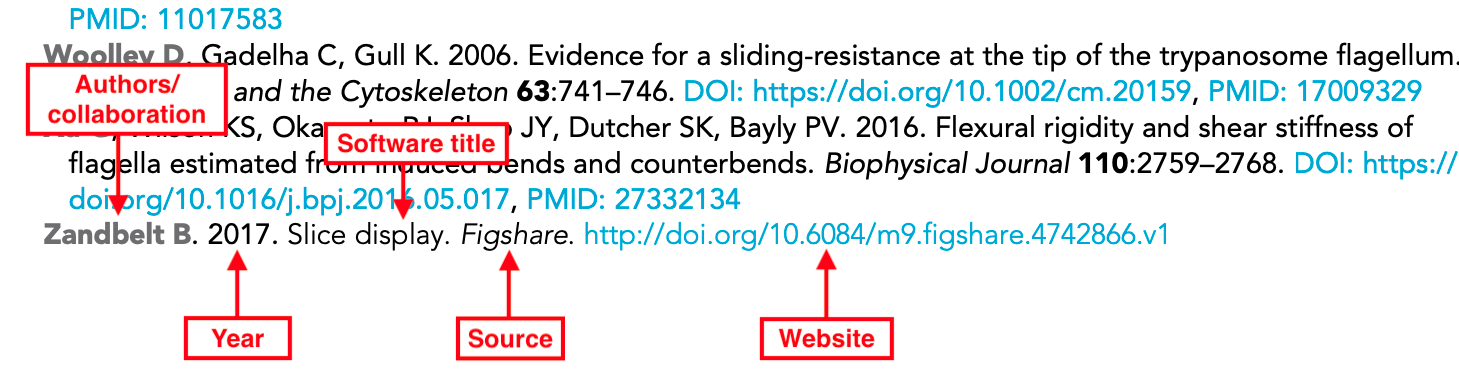 PMID: 11017583
Woolley D, Gadelha C, Gull K. 2006. Evidence for a sliding-resistance at the tip of the trypanosome flagellum.
Authors/
collaboration
and the Cytoskeleton 63:741–746. DOI: https://doi.org/10.1002/cm.20159, PMID: 17009329
KS, JY, Dutcher SK, Bayly PV. 2016. Flexural rigidity and shear stiffness of
Software title
flagella estimated from induced bends and counterbends. Biophysical Journal 110:2759–2768. DOI: https://
doi.org/10.1016/j.bpj.2016.05.017, PMID: 27332134
Zandbelt B. 2017. Slice display. Figshare. http://doi.org/10.6084/m9.figshare.4742866.v1
Year
Source
Website